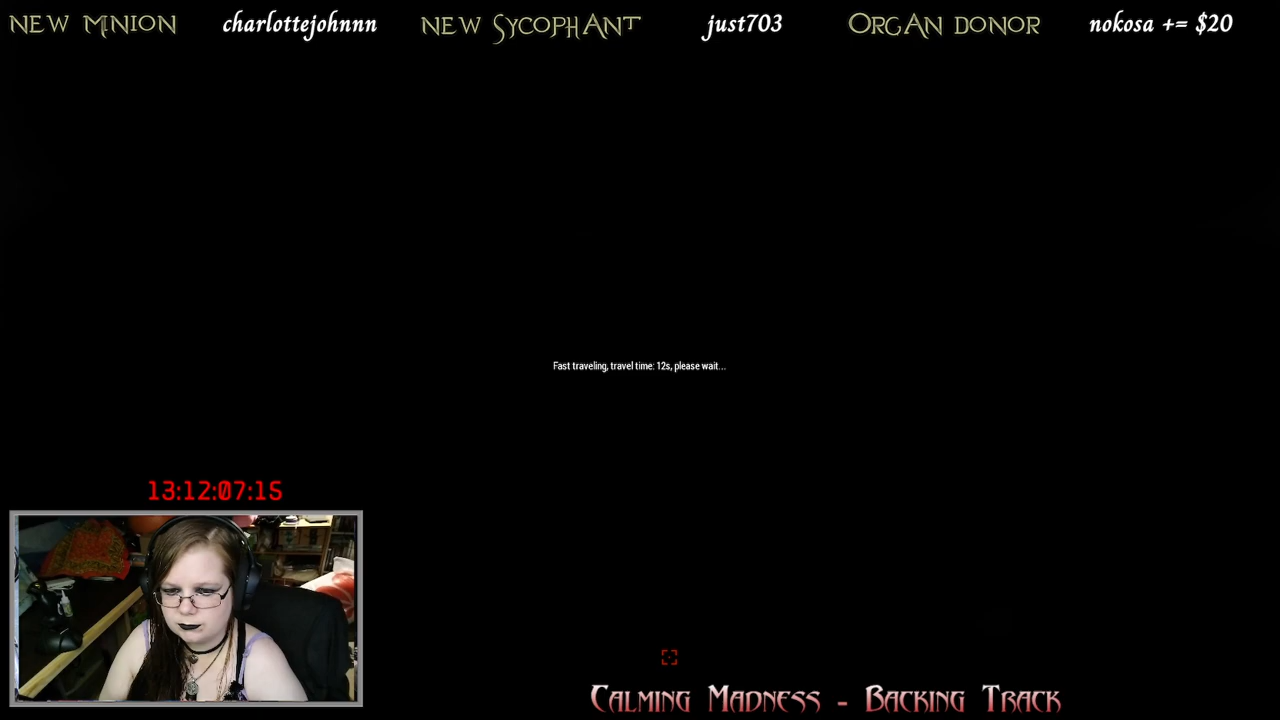 NEW MINION charlottejohnnn NEW SYCOPHANT just703 ORGAN DONOR nokosa += $20
Fast traveling, travel time: 12s, please wait...
13:12:07:15
CALMING MADNESS - BACKING TRACK